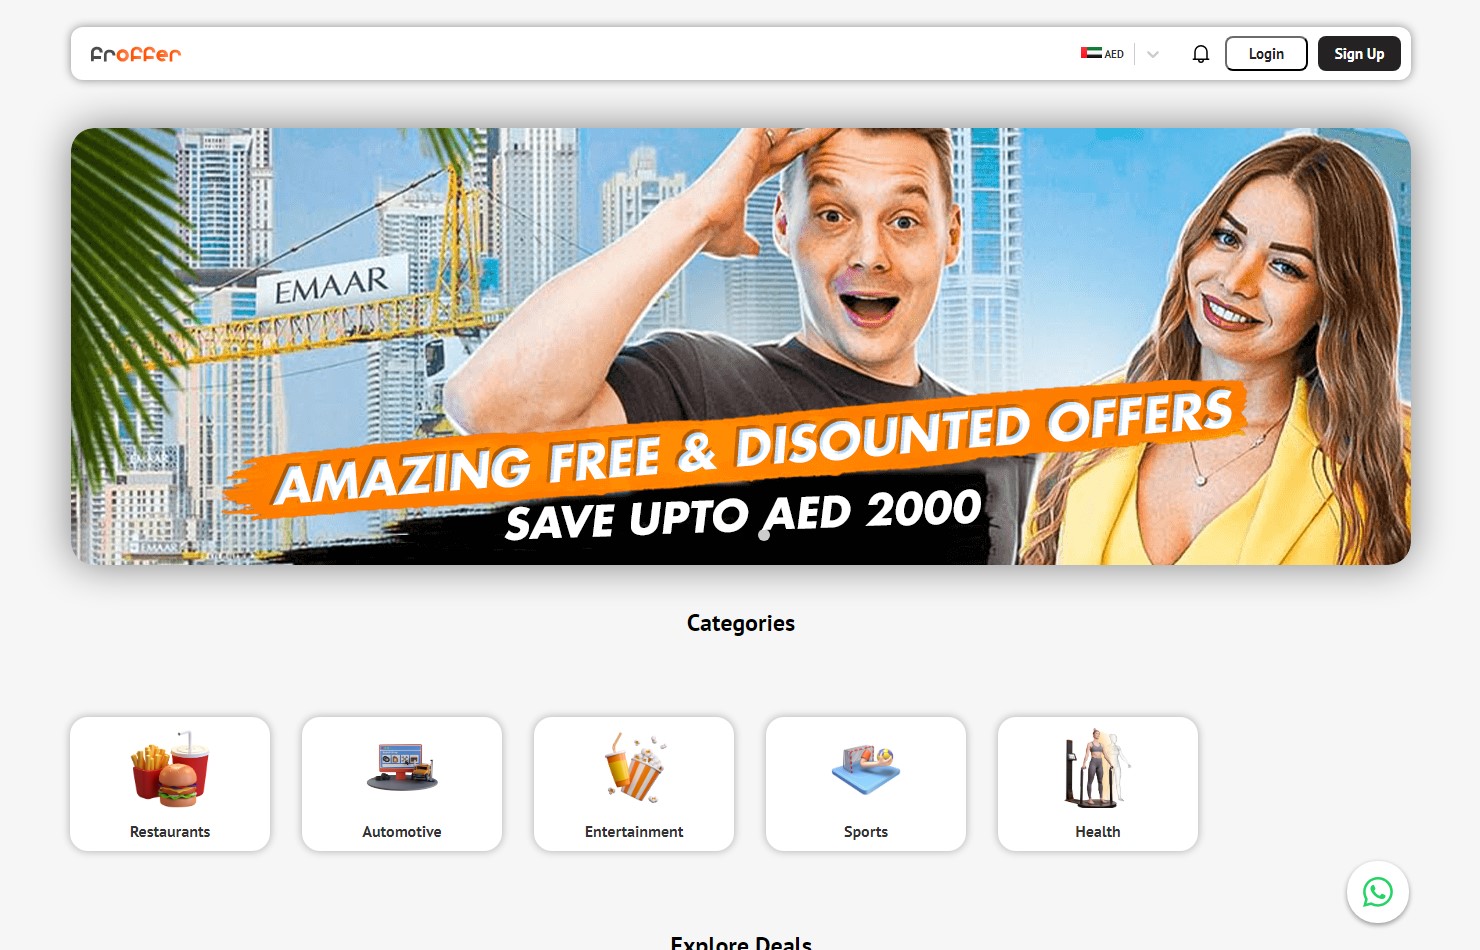 froffer
AED
Login
Sign Up
EMAAR
AMAZING FREE & DISOUNTED OFFERS
SAVE UPTO AED 2000
EMAAR
Categories
Restaurants
Automotive
Entertainment
Sports
Health
Explore Deals